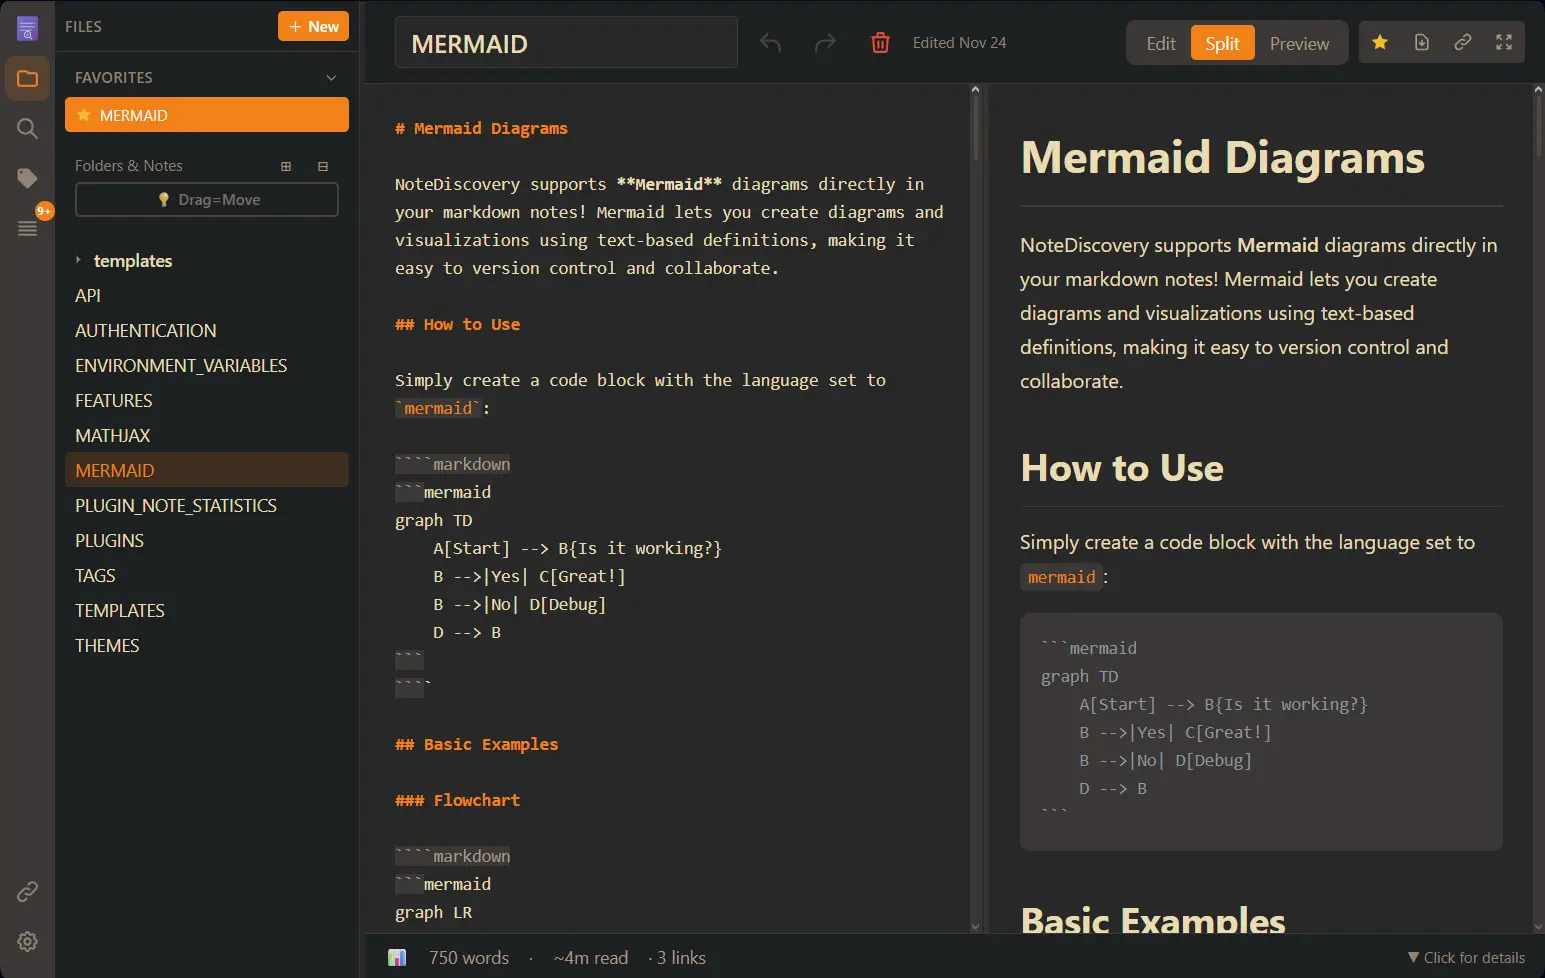 FILES
+ New
FAVORITES
MERMAID
Folders & Notes
Drag=Move
9+
templates
API
AUTHENTICATION
ENVIRONMENT_VARIABLES
FEATURES
MATHJAX
MERMAID
PLUGIN_NOTE_STATISTICS
PLUGINS
TAGS
TEMPLATES
THEMES
MERMAID
Edited Nov 24
Edit Split Preview
# Mermaid Diagrams
NoteDiscovery supports **Mermaid** diagrams directly in
your markdown notes! Mermaid lets you create diagrams and
visualizations using text-based definitions, making it
easy to version control and collaborate.
## How to Use
Simply create a code block with the language set to
`mermaid`:
````markdown
```mermaid
graph TD
    A[Start] --> B{Is it working?}
    B -->|Yes| C[Great!]
    B -->|No| D[Debug]
    D --> B
```
````
## Basic Examples
### Flowchart
````markdown
```mermaid
graph LR
Mermaid Diagrams
NoteDiscovery supports Mermaid diagrams directly in
your markdown notes! Mermaid lets you create
diagrams and visualizations using text-based
definitions, making it easy to version control and
collaborate.
How to Use
Simply create a code block with the language set to
mermaid:
```mermaid
graph TD
    A[Start] --> B{Is it working?}
    B -->|Yes| C[Great!]
    B -->|No| D[Debug]
    D --> B
```
Basic Examples
750 words · ~4m read · 3 links
▼ Click for details